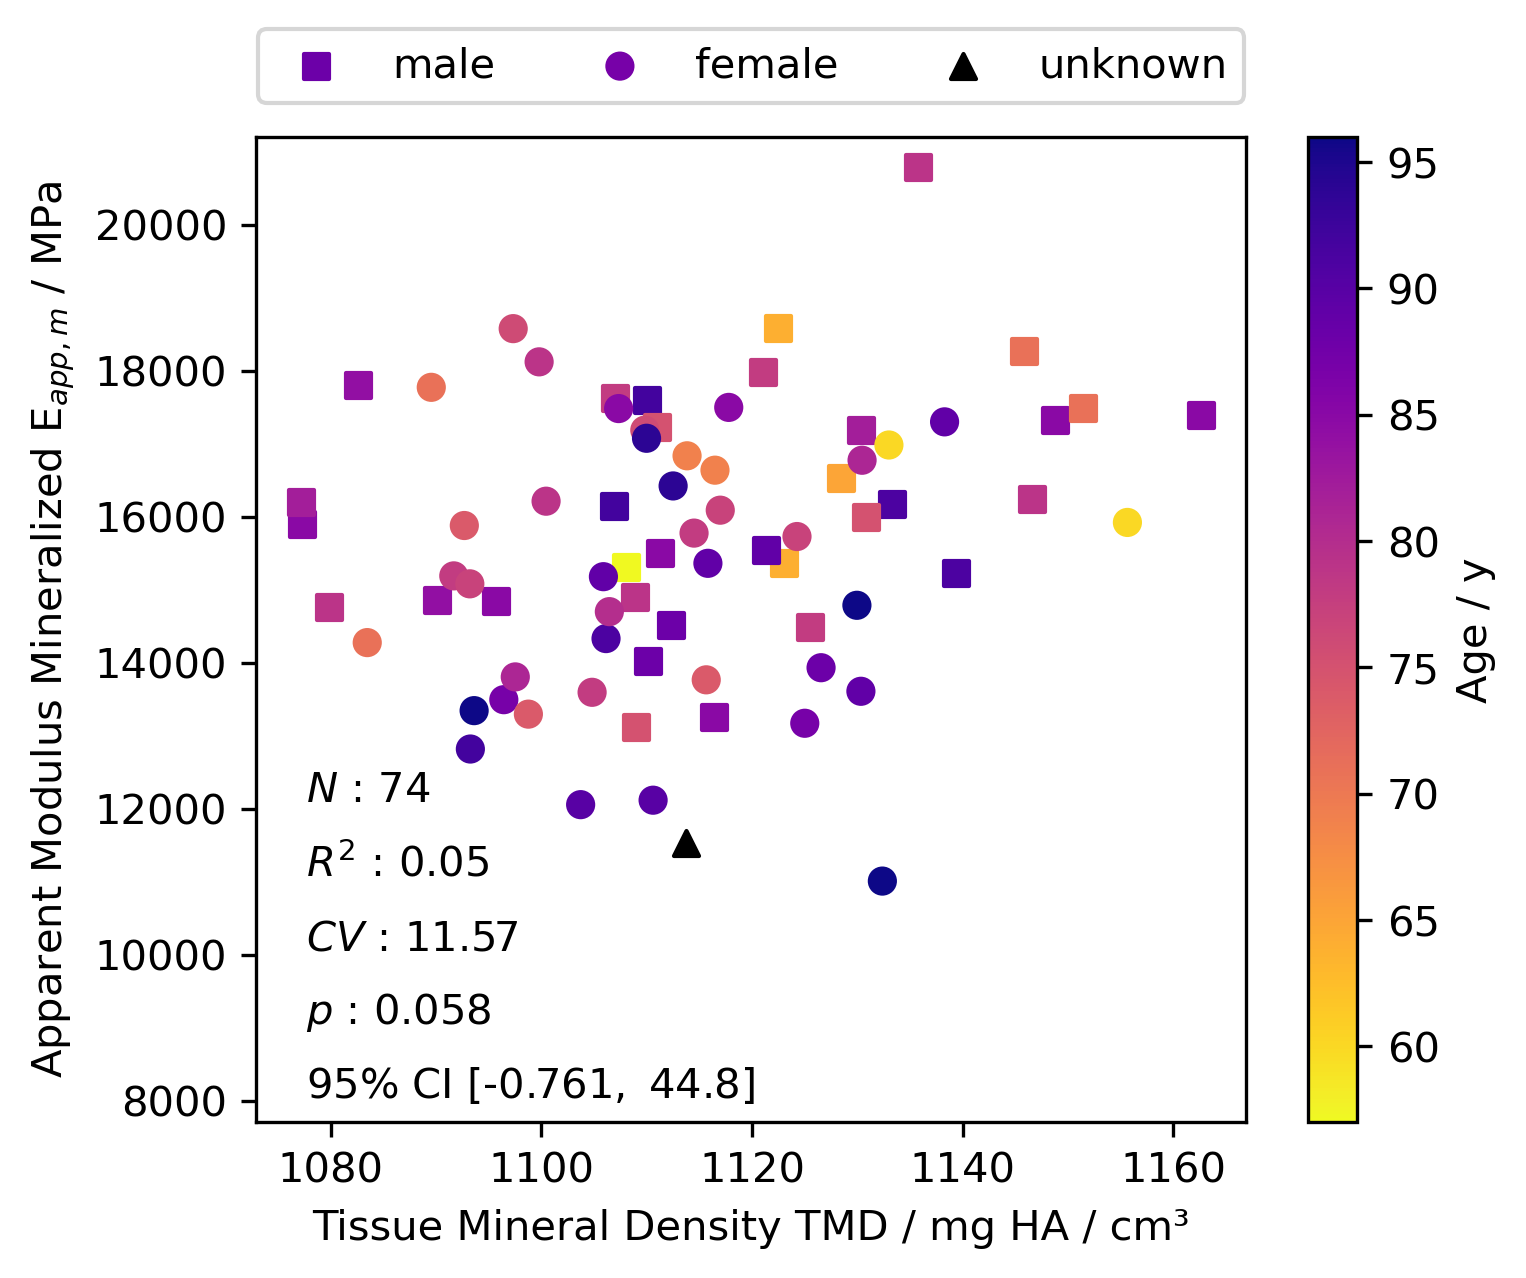 male female unknown
20000
18000
16000
14000
12000
10000
8000
Apparent Modulus Mineralized E_app,m / MPa
N : 74
R² : 0.05
CV : 11.57
p : 0.058
95% CI [-0.761, 44.8]
1080 1100 1120 1140 1160
Tissue Mineral Density TMD / mg HA / cm³
95
90
85
80
75
70
65
60
Age / y